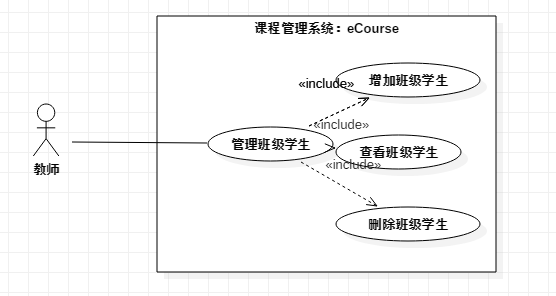 课程管理系统：eCourse
«include»
增加班级学生
«include»
管理班级学生
查看班级学生
«include»
教师
删除班级学生